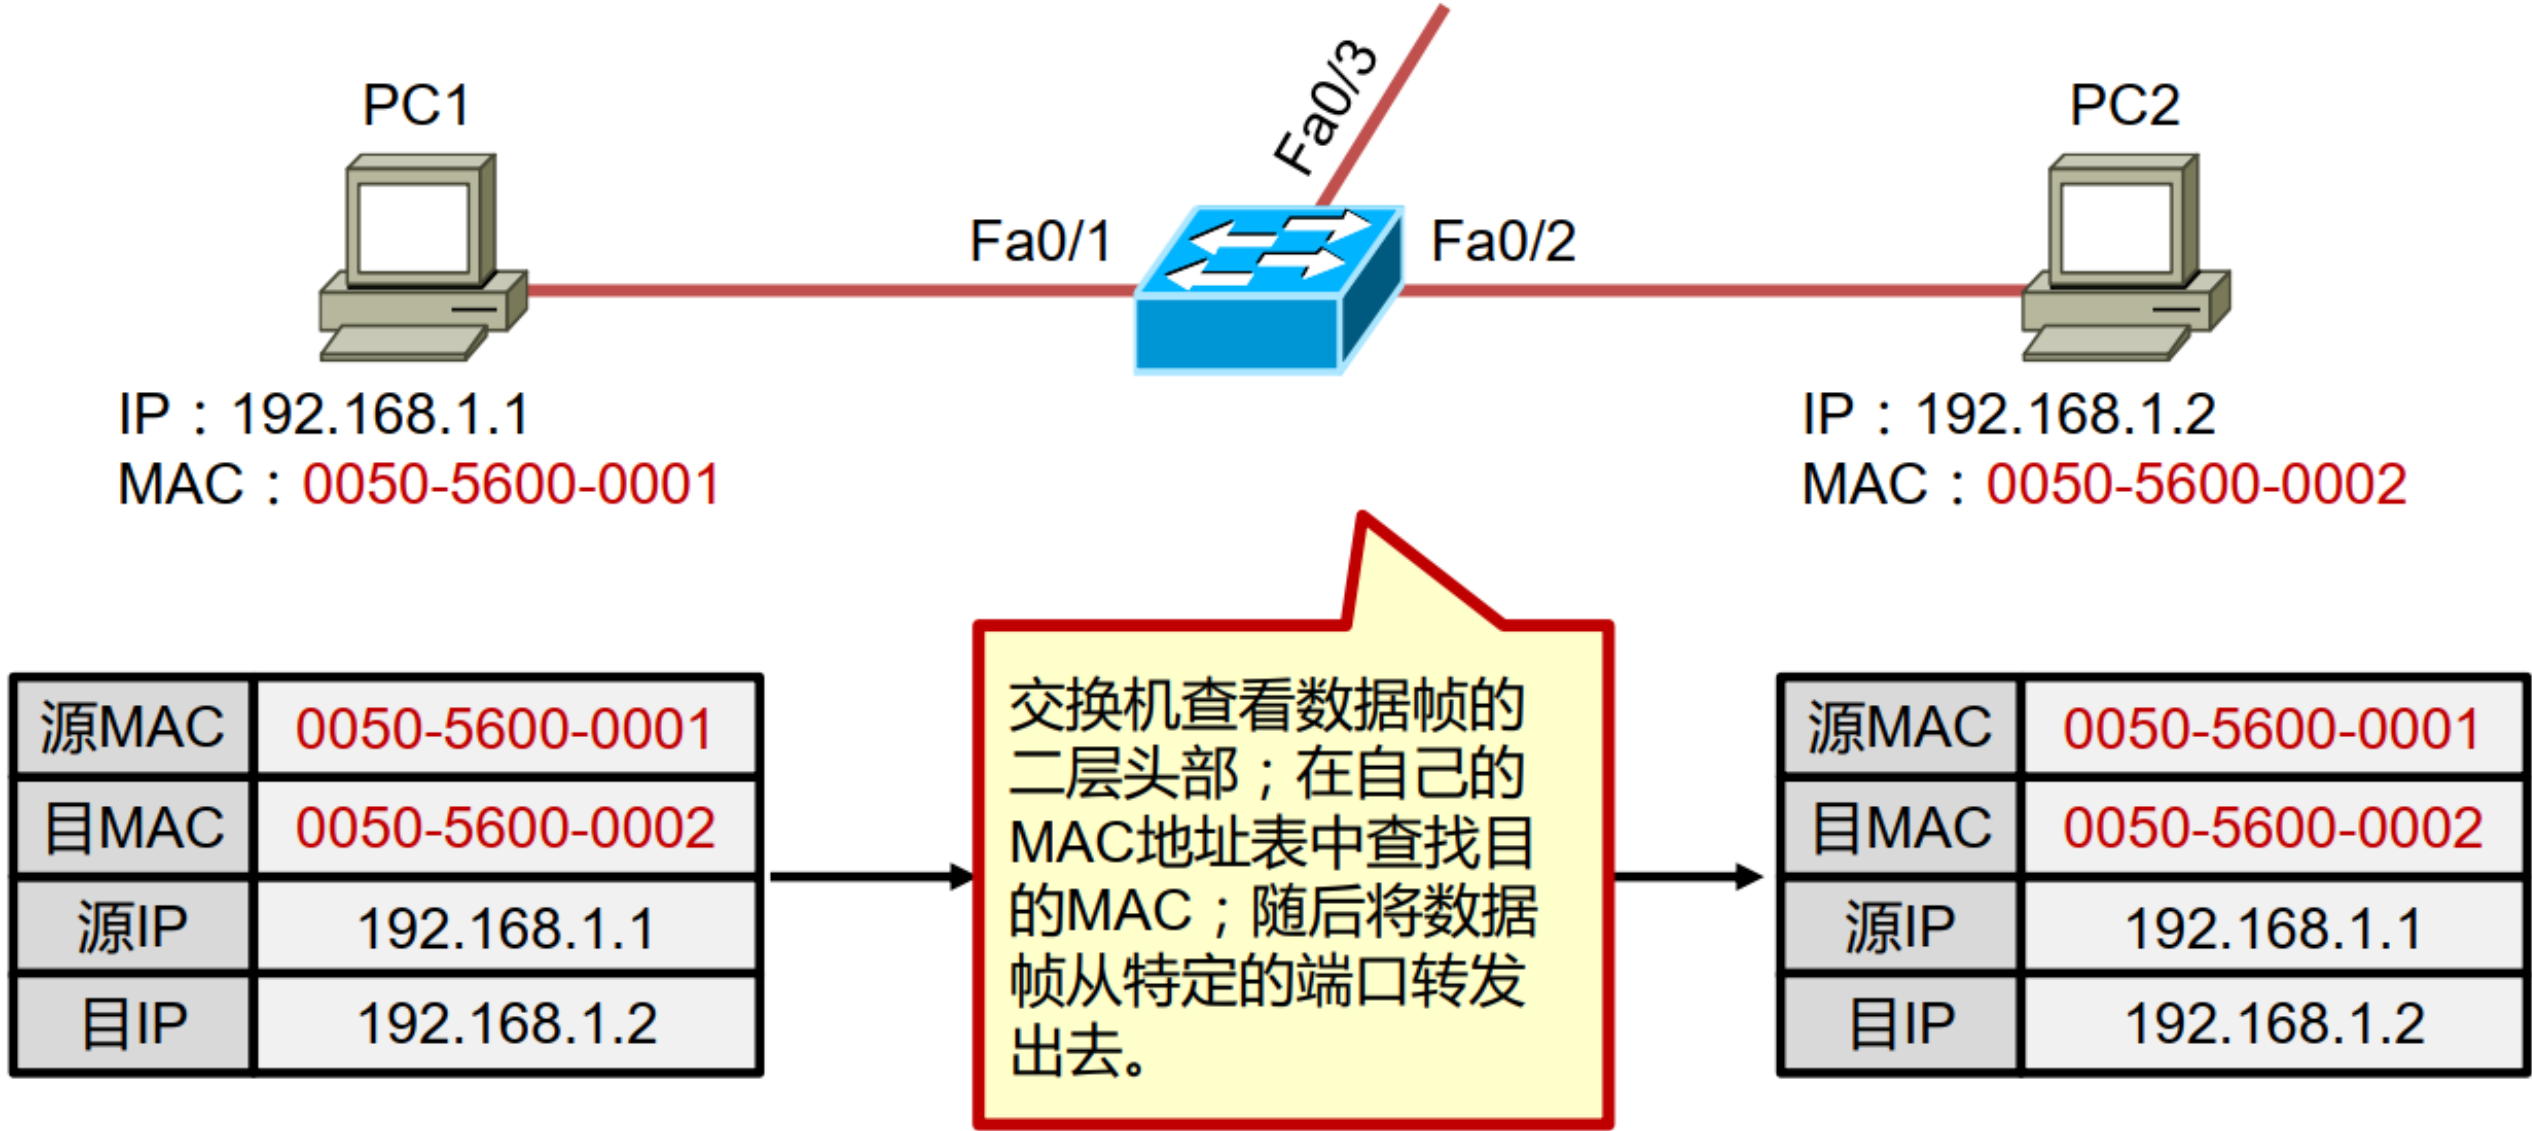 Fa0/3
PC1
PC2
Fa0/1
Fa0/2
IP：192.168.1.1
MAC：0050-5600-0001
IP：192.168.1.2
MAC：0050-5600-0002
源MAC 0050-5600-0001
目MAC 0050-5600-0002
源IP 192.168.1.1
目IP 192.168.1.2
交换机查看数据帧的
二层头部；在自己的
MAC地址表中查找目
的MAC；随后将数据
帧从特定的端口转发
出去。
源MAC 0050-5600-0001
目MAC 0050-5600-0002
源IP 192.168.1.1
目IP 192.168.1.2